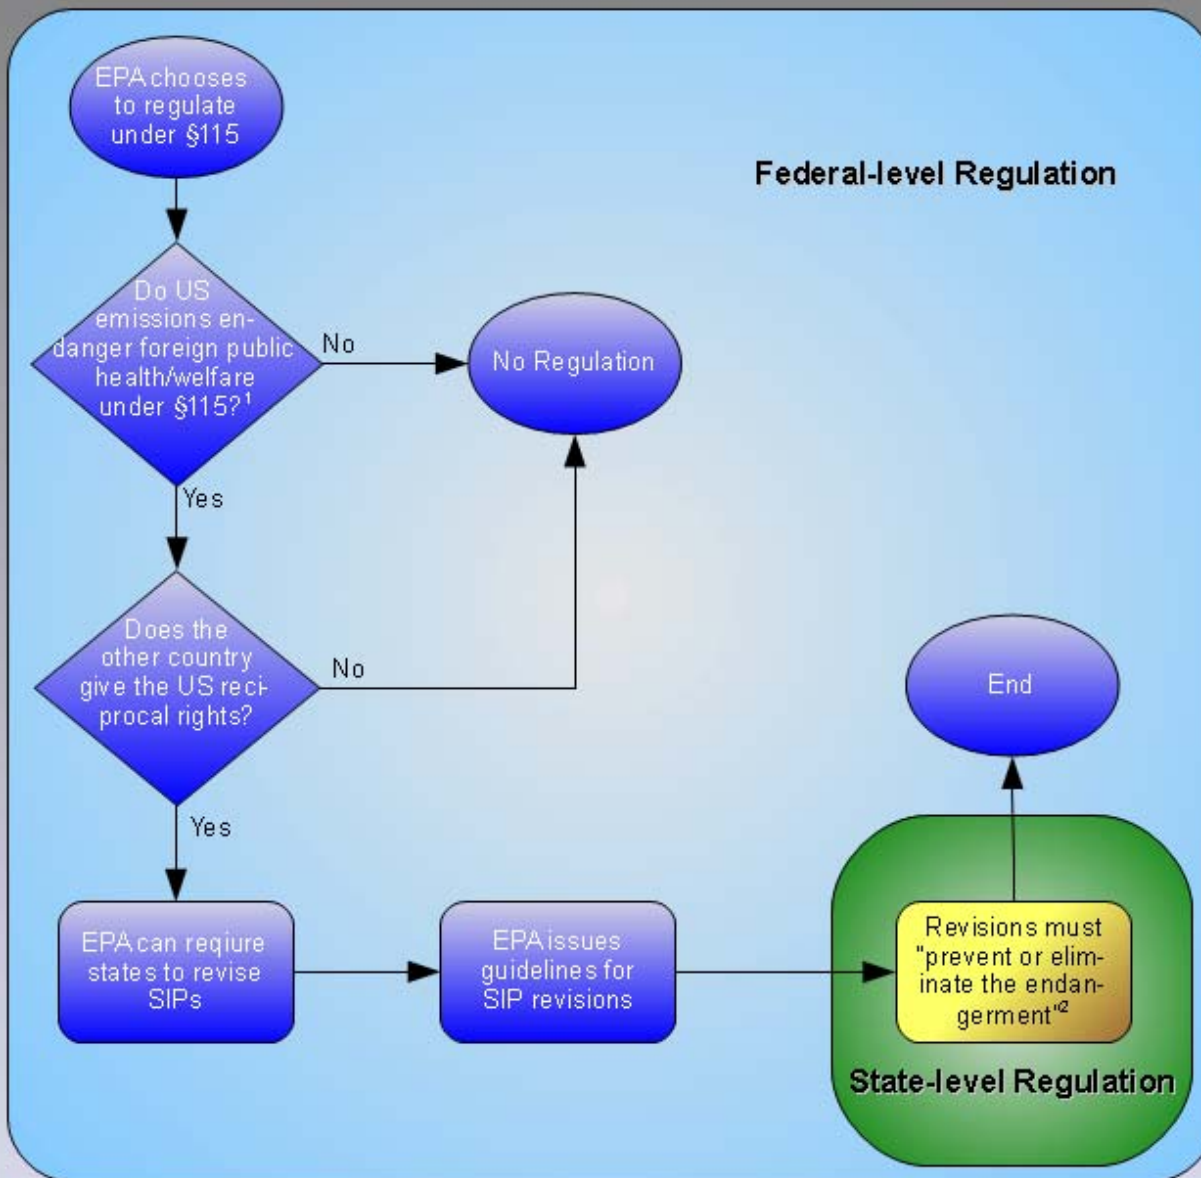 EPA chooses
to regulate
under §115
Federal-level Regulation
Do US
emissions en-
danger foreign public
health/welfare
under §115?¹
No
No Regulation
Yes
Does the
other country
give the US reci-
procal rights?
No
End
Yes
EPA can reqiure
states to revise
SIPs
EPA issues
guidelines for
SIP revisions
Revisions must
"prevent or elim-
inate the endan-
germent"²
State-level Regulation